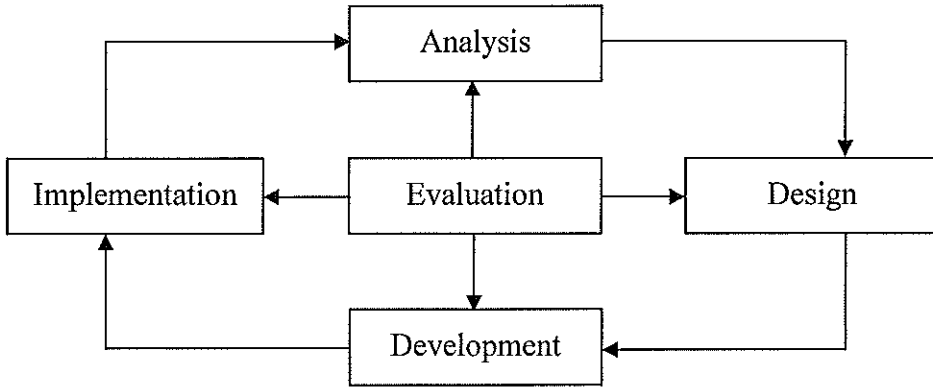 Analysis
Implementation
Evaluation
Design
Development